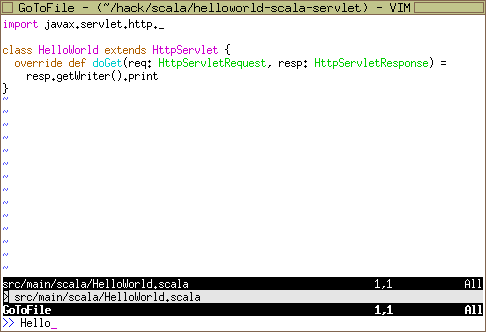 GoToFile - (~/hack/scala/helloworld-scala-servlet) - VIM
import javax.servlet.http._
class HelloWorld extends HttpServlet {
  override def doGet(req: HttpServletRequest, resp: HttpServletResponse) =
    resp.getWriter().print
}
~
~
~
~
~
~
~
~
~
~
~
~
~
~
src/main/scala/HelloWorld.scala 1,1 All
> src/main/scala/HelloWorld.scala
GoToFile 1,1 All
>> Hello_